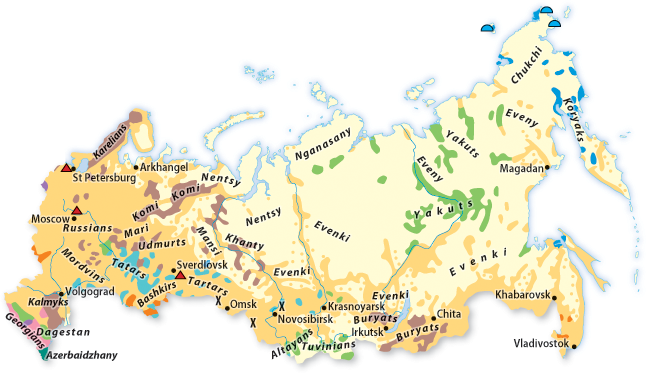 Chukchi
Koryaks
Eveny
Yakuts
Karelians
Nganasany
Arkhangel
Eveny
Magadan
St Petersburg
Nentsy
Komi
Komi
Yakuts
Moscow
Nentsy
Russians
Mari
Mansi
Evenki
Udmurts
Khanty
Evenki
Tatars
Sverdlovsk
Evenki
Mordvins
Bashkirs
Tartars
Volgograd
Evenki
Khabarovsk
Kalmyks
X
Omsk
X
Krasnoyarsk
Novosibirsk
Buryats
Chita
Georgians
X
Irkutsk
Buryats
Dagestan
Altayans
Tuvinians
Vladivostok
Azerbaidzhany